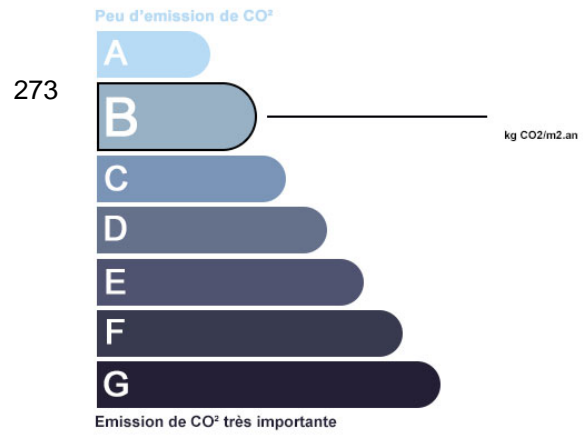 Peu d'emission de CO²
A
273
B
kg CO2/m2.an
C
D
E
F
G
Emission de CO² très importante